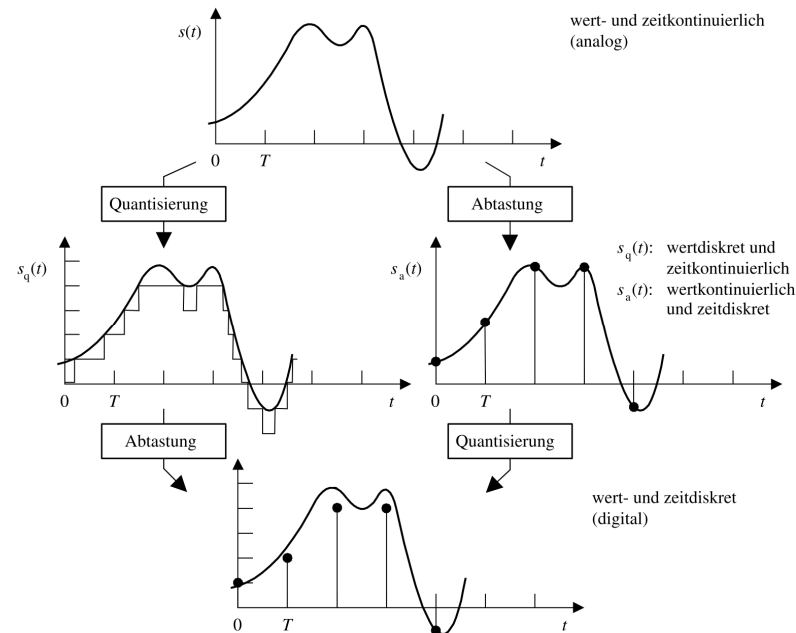 s(t)
wert- und zeitkontinuierlich
(analog)
0 T t
Quantisierung
Abtastung
s_q(t)
s_a(t)
s_q(t): wertdiskret und
zeitkontinuierlich
s_a(t): wertkontinuierlich
und zeitdiskret
0 T t
0 T t
Abtastung
Quantisierung
wert- und zeitdiskret
(digital)
0 T t